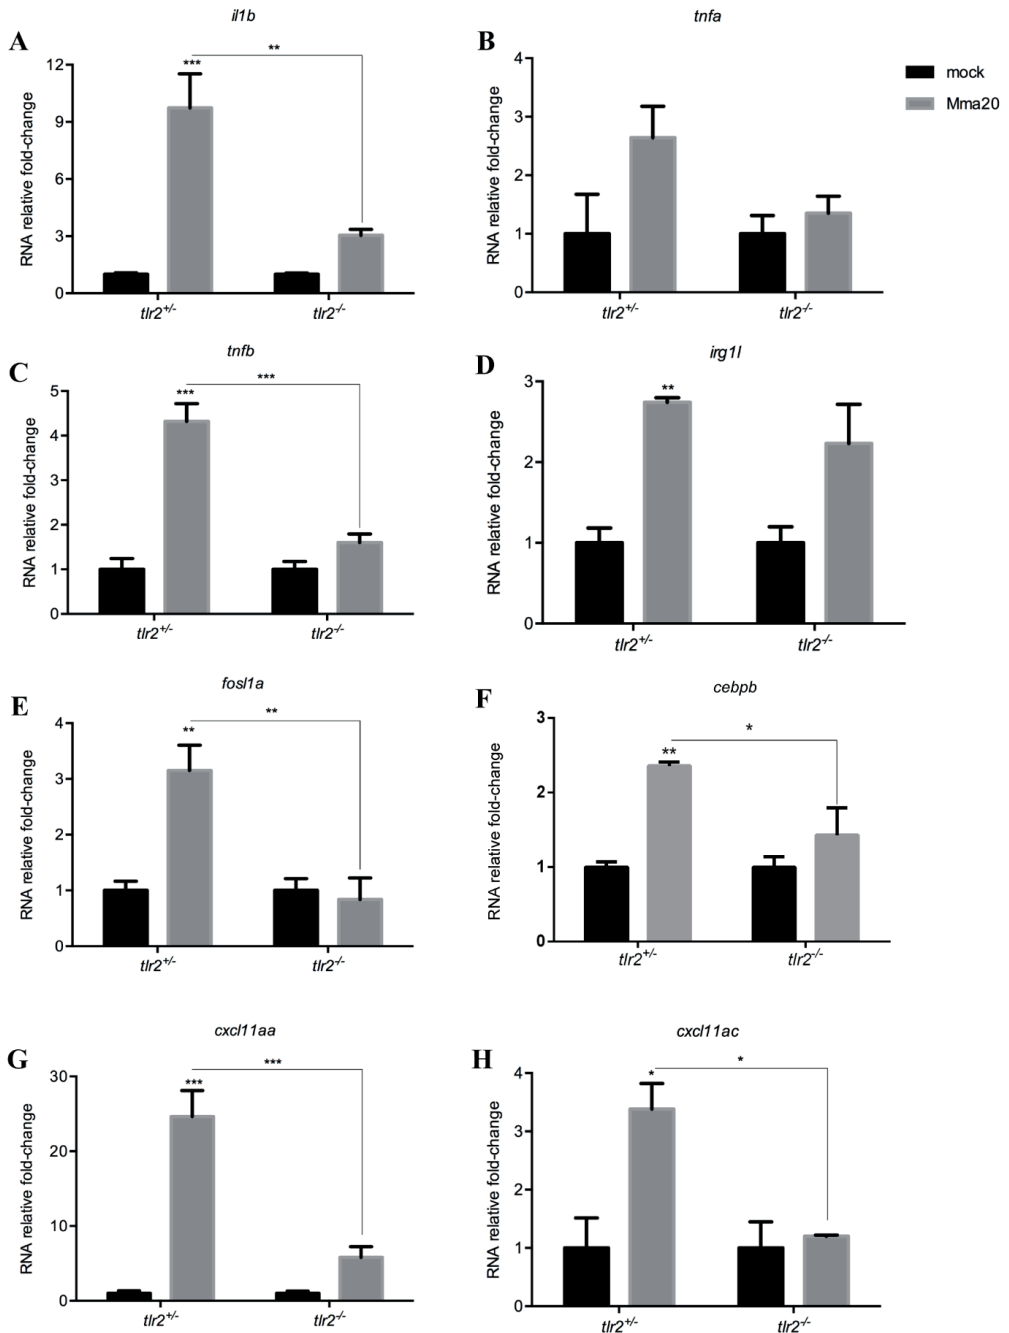 il1b
A
**
***
RNA relative fold-change
12
9
6
3
0
tlr2+/-
tlr2-/-
tnfa
B
RNA relative fold-change
4
3
2
1
0
tlr2+/-
tlr2-/-
mock
Mma20
tnfb
C
***
***
RNA relative fold-change
5
4
3
2
1
0
tlr2+/-
tlr2-/-
irg1l
D
**
RNA relative fold-change
3
2
1
0
tlr2+/-
tlr2-/-
fosl1a
E
**
**
RNA relative fold-change
4
3
2
1
0
tlr2+/-
tlr2-/-
cebpb
F
*
**
RNA relative fold-change
3
2
1
0
tlr2+/-
tlr2-/-
cxcl11aa
G
***
***
RNA relative fold-change
30
20
10
0
tlr2+/-
tlr2-/-
cxcl11ac
H
*
*
RNA relative fold-change
4
3
2
1
0
tlr2+/-
tlr2-/-